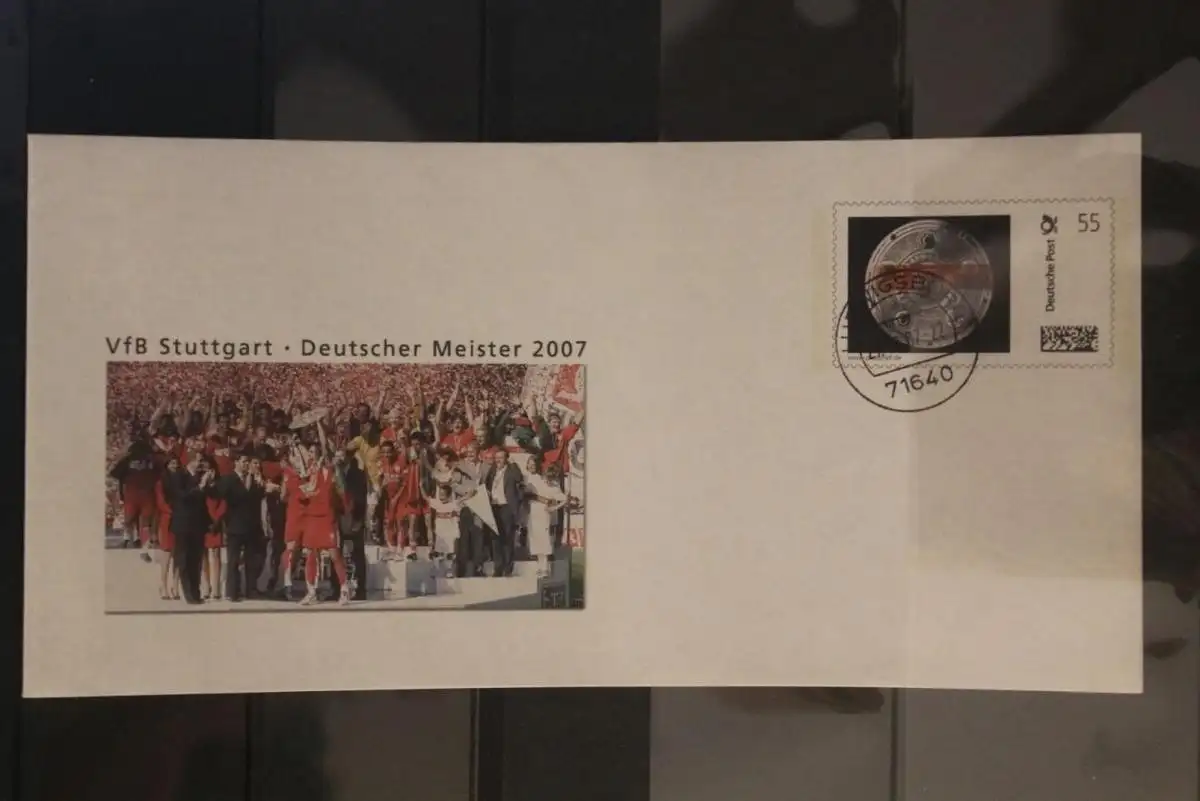 VfB Stuttgart · Deutscher Meister 2007
Deutsche Post
55
71640